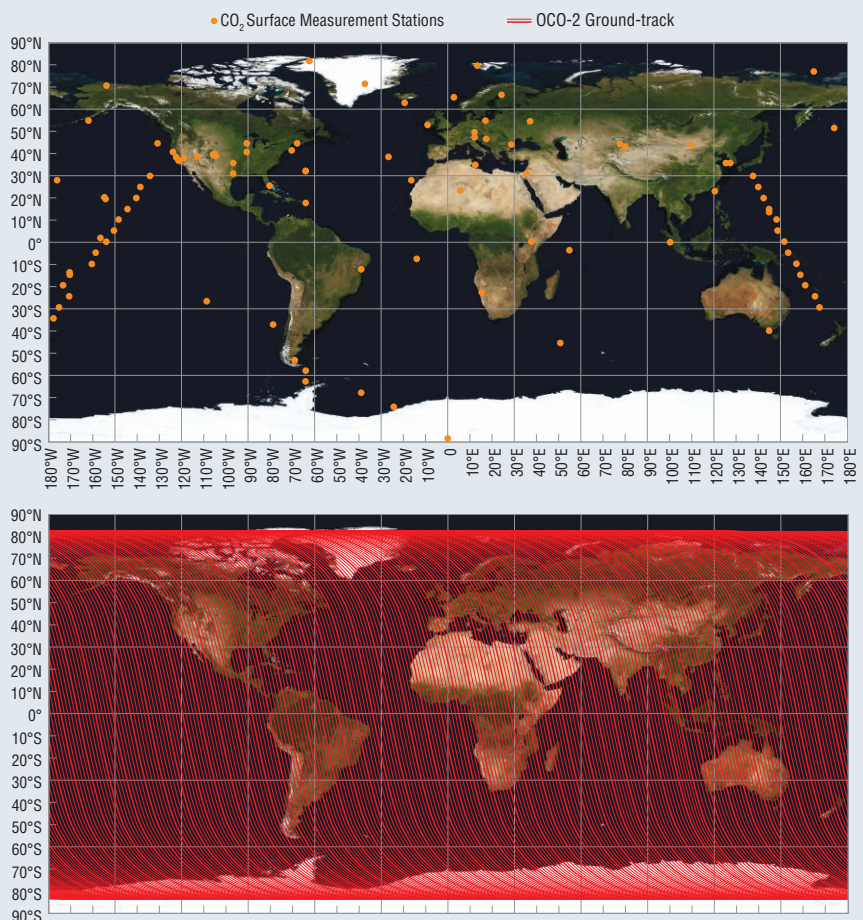 CO₂ Surface Measurement Stations
OCO-2 Ground-track
90°N
80°N
70°N
60°N
50°N
40°N
30°N
20°N
10°N
0°
10°S
20°S
30°S
40°S
50°S
60°S
70°S
80°S
90°S
180°W 170°W 160°W 150°W 140°W 130°W 120°W 110°W 100°W 90°W 80°W 70°W 60°W 50°W 40°W 30°W 20°W 10°W 0 10°E 20°E 30°E 40°E 50°E 60°E 70°E 80°E 90°E 100°E 110°E 120°E 130°E 140°E 150°E 160°E 170°E 180°E
90°N
80°N
70°N
60°N
50°N
40°N
30°N
20°N
10°N
0°
10°S
20°S
30°S
40°S
50°S
60°S
70°S
80°S
90°S